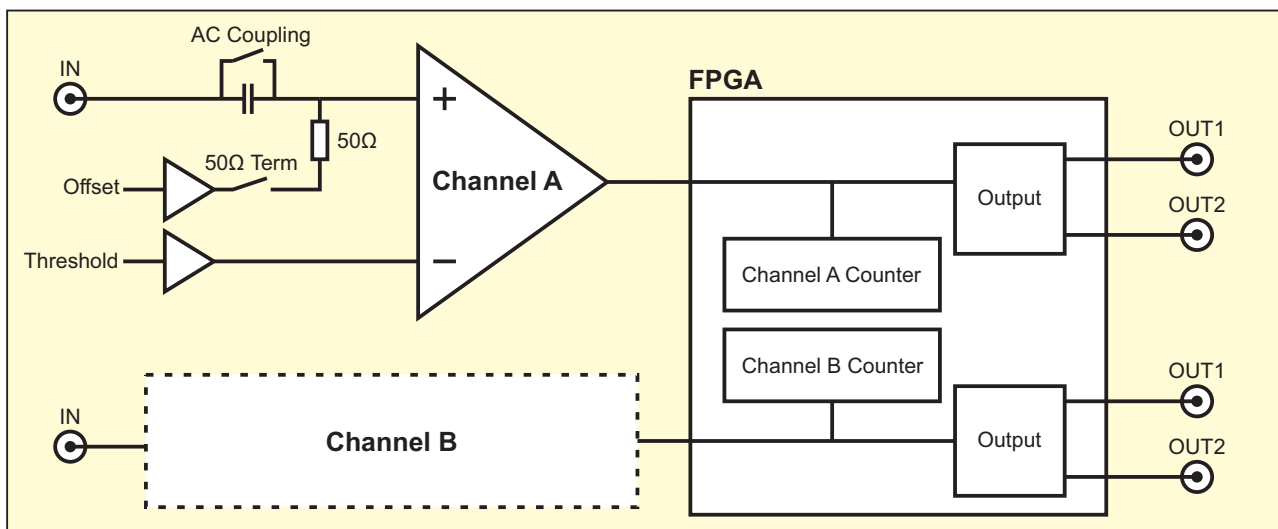 AC Coupling
IN
+
50Ω
50Ω Term
Offset
Channel A
Threshold
−
FPGA
Output
OUT1
OUT2
Channel A Counter
Channel B Counter
IN
Channel B
Output
OUT1
OUT2